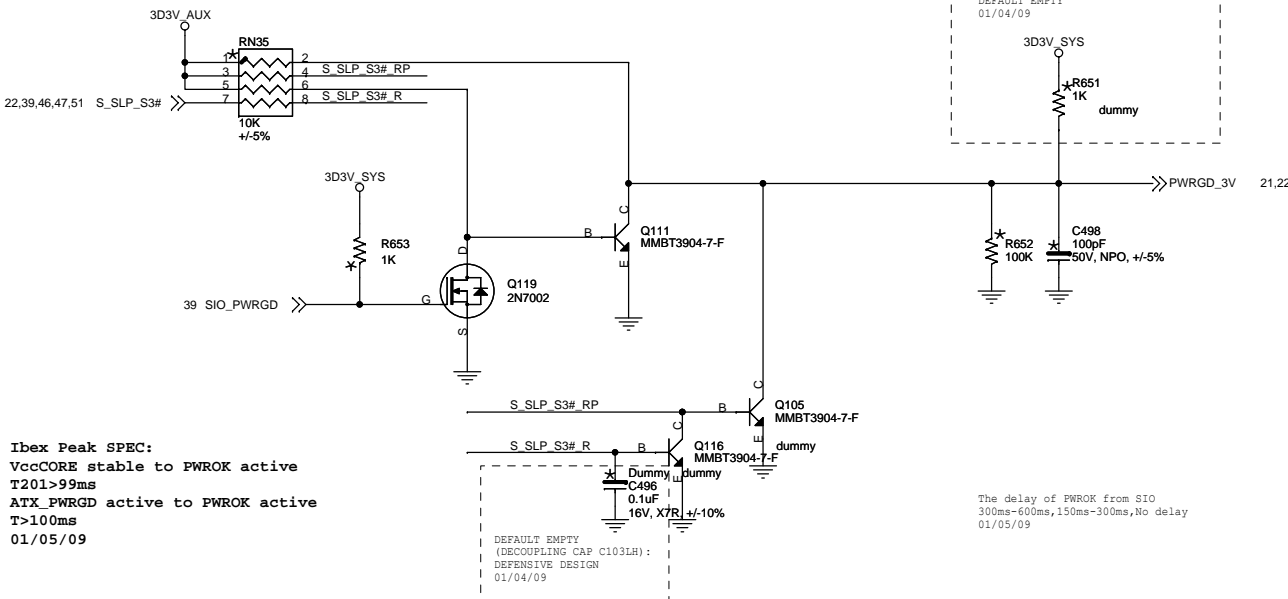 DEFAULT EMPTY
01/04/09
3D3V_AUX
RN35
1
2
3
4
S_SLP_S3#_RP
5
6
22,39,46,47,51 S_SLP_S3#
7
8
S_SLP_S3#_R
10K
+/-5%
3D3V_SYS
R651
1K
dummy
3D3V_SYS
R653
1K
PWRGD_3V 21,22
C
B
Q111
MMBT3904-7-F
E
R652
100K
C498
100pF
50V, NPO, +/-5%
D
Q119
2N7002
39 SIO_PWRGD
G
S
S_SLP_S3#_RP
C
B
Q105
MMBT3904-7-F
E
dummy
S_SLP_S3#_R
C
B
Q116
MMBT3904-7-F
E
dummy
Dummy
C496
0.1uF
16V, X7R, +/-10%
DEFAULT EMPTY
(DECOUPLING CAP C103LH):
DEFENSIVE DESIGN
01/04/09
Ibex Peak SPEC:
VccCORE stable to PWROK active
T201>99ms
ATX_PWRGD active to PWROK active
T>100ms
01/05/09
The delay of PWROK from SIO
300ms-600ms,150ms-300ms,No delay
01/05/09